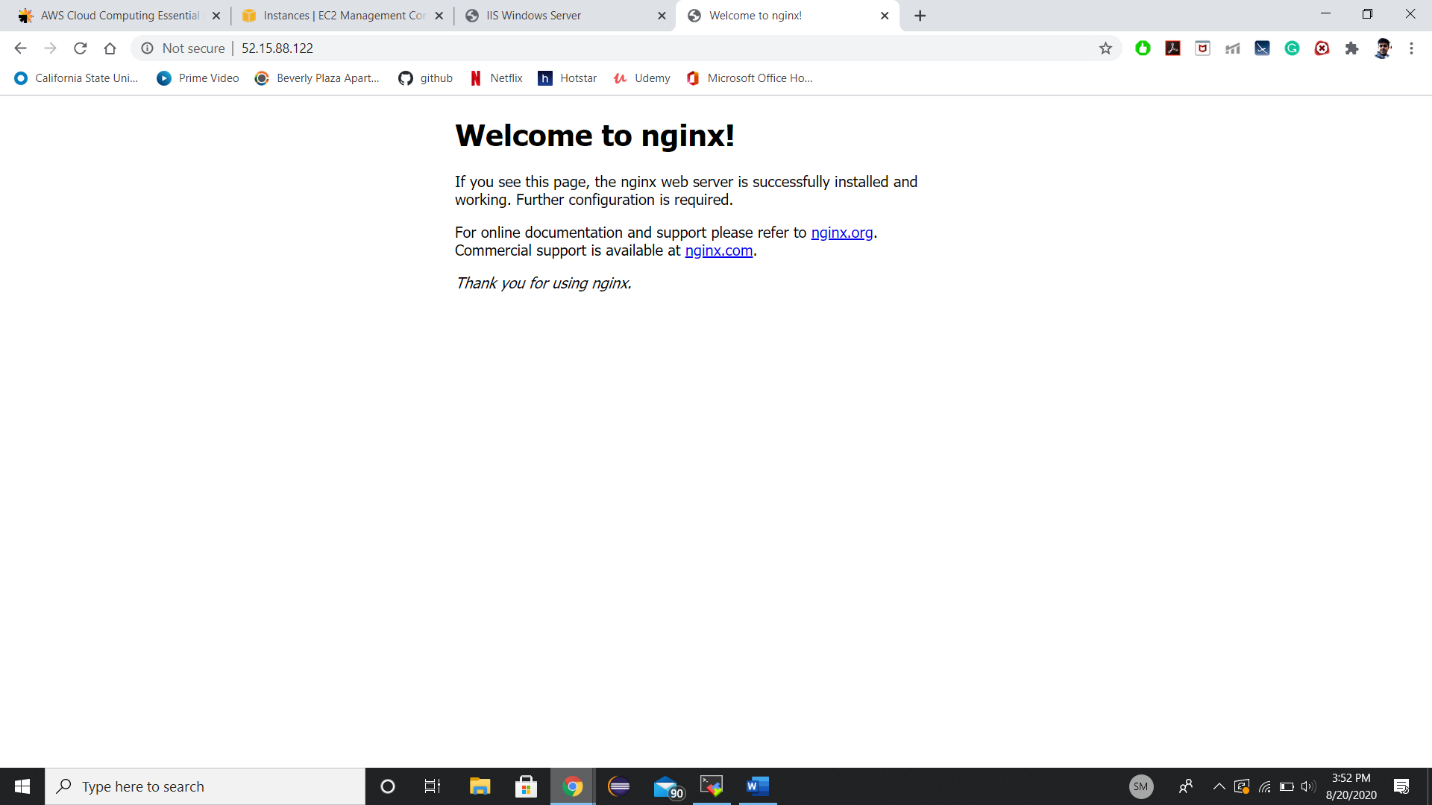 AWS Cloud Computing Essential
Instances | EC2 Management Con
IIS Windows Server
Welcome to nginx!
Not secure | 52.15.88.122
California State Uni...
Prime Video
Beverly Plaza Apart...
github
Netflix
h
Hotstar
Udemy
Microsoft Office Ho...
Welcome to nginx!
If you see this page, the nginx web server is successfully installed and
working. Further configuration is required.
For online documentation and support please refer to nginx.org.
Commercial support is available at nginx.com.
Thank you for using nginx.
Type here to search
90
SM
3:52 PM
8/20/2020